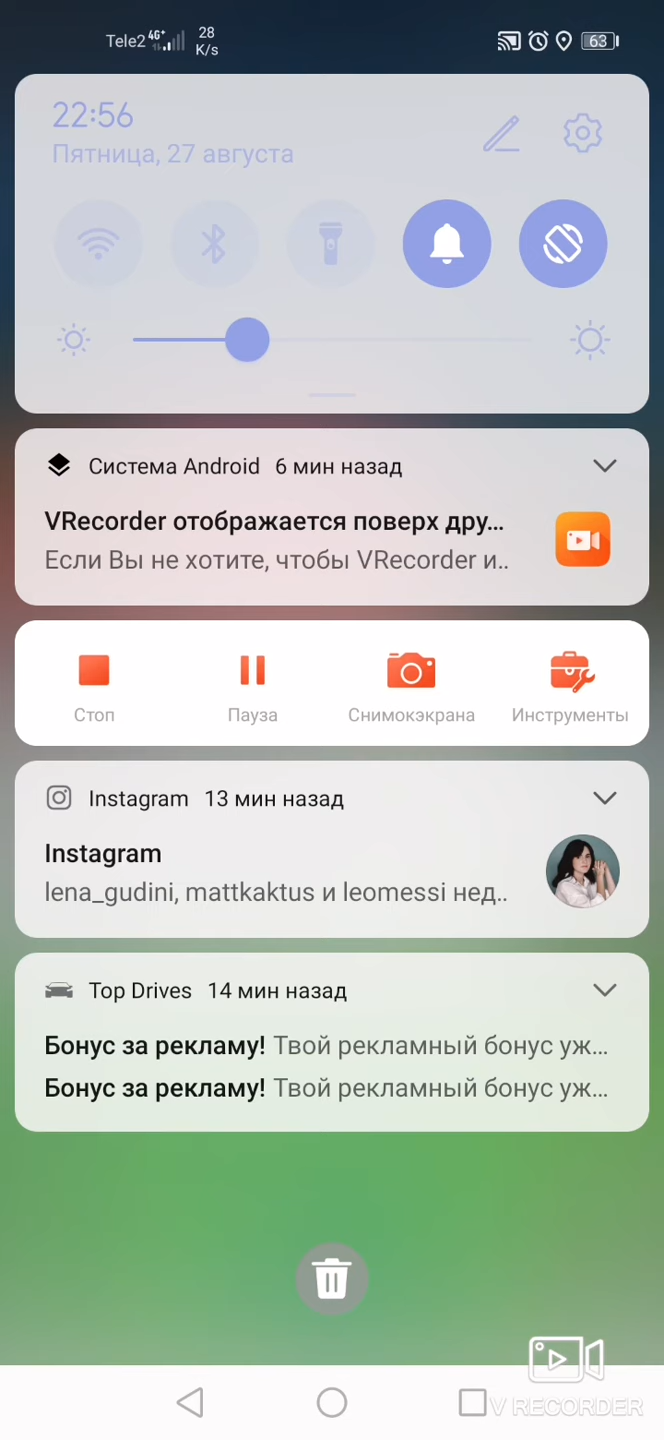 Tele2 4G+ 28 K/s 63
22:56
Пятница, 27 августа
Система Android 6 мин назад
VRecorder отображается поверх дру...
Если Вы не хотите, чтобы VRecorder и..
Стоп Пауза Снимокэкрана Инструменты
Instagram 13 мин назад
Instagram
lena_gudini, mattkaktus и leomessi нед..
Top Drives 14 мин назад
Бонус за рекламу! Твой рекламный бонус уж...
Бонус за рекламу! Твой рекламный бонус уж...
V RECORDER